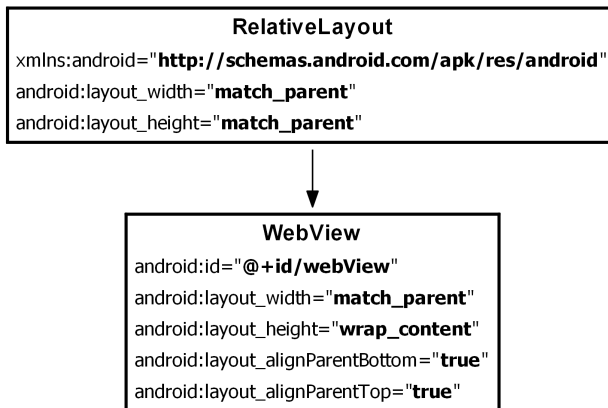 RelativeLayout
xmlns:android="http://schemas.android.com/apk/res/android"
android:layout_width="match_parent"
android:layout_height="match_parent"
WebView
android:id="@+id/webView"
android:layout_width="match_parent"
android:layout_height="wrap_content"
android:layout_alignParentBottom="true"
android:layout_alignParentTop="true"